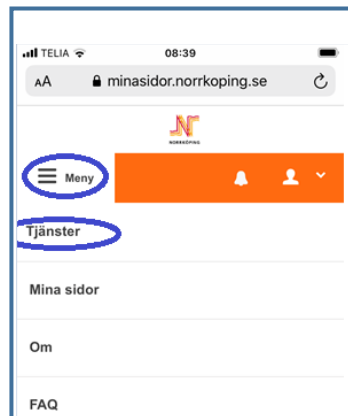 TELIA 08:39
AA minasidor.norrkoping.se
NORRKÖPING
Meny
Tjänster
Mina sidor
Om
FAQ